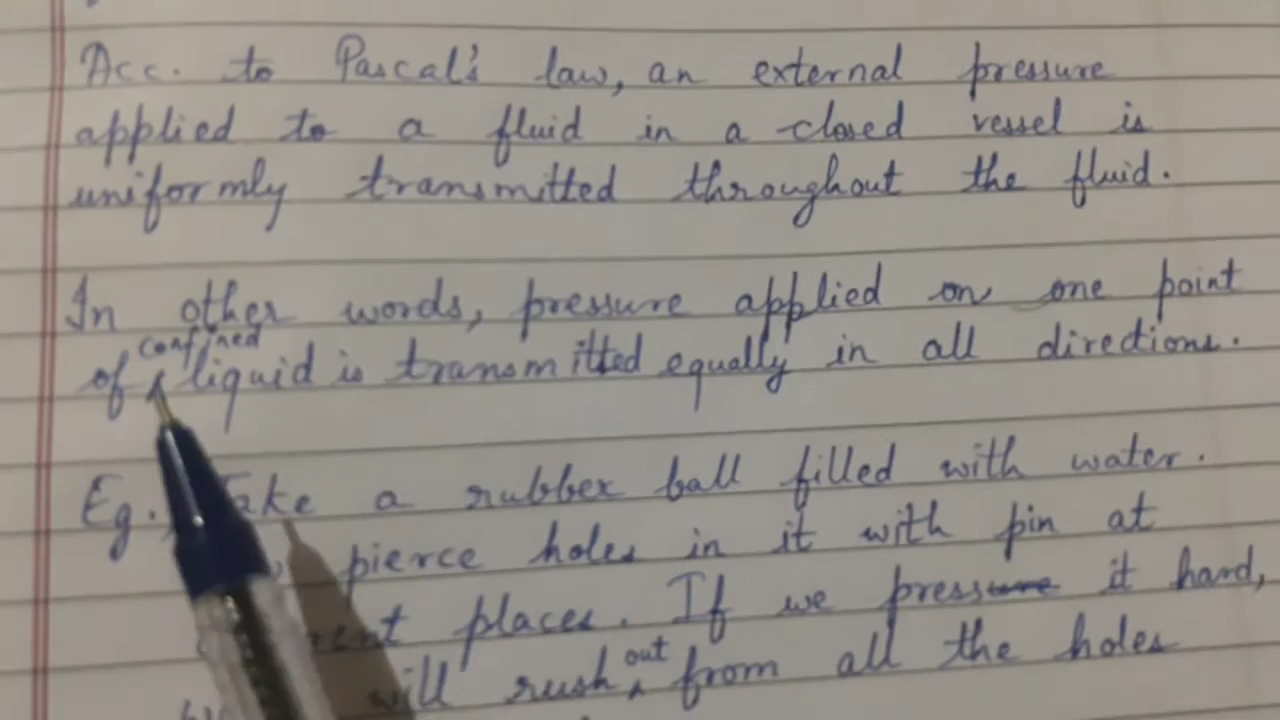 Acc. to Pascal's law, an external pressure
applied to a fluid in a closed vessel is
uniformly transmitted throughout the fluid.
In other words, pressure applied on one point
of confined liquid is transmitted equally in all directions.
Eg. Take a rubber ball filled with water.
pierce holes in it with pin at
places. If we press it hard,
will rush out from all the holes